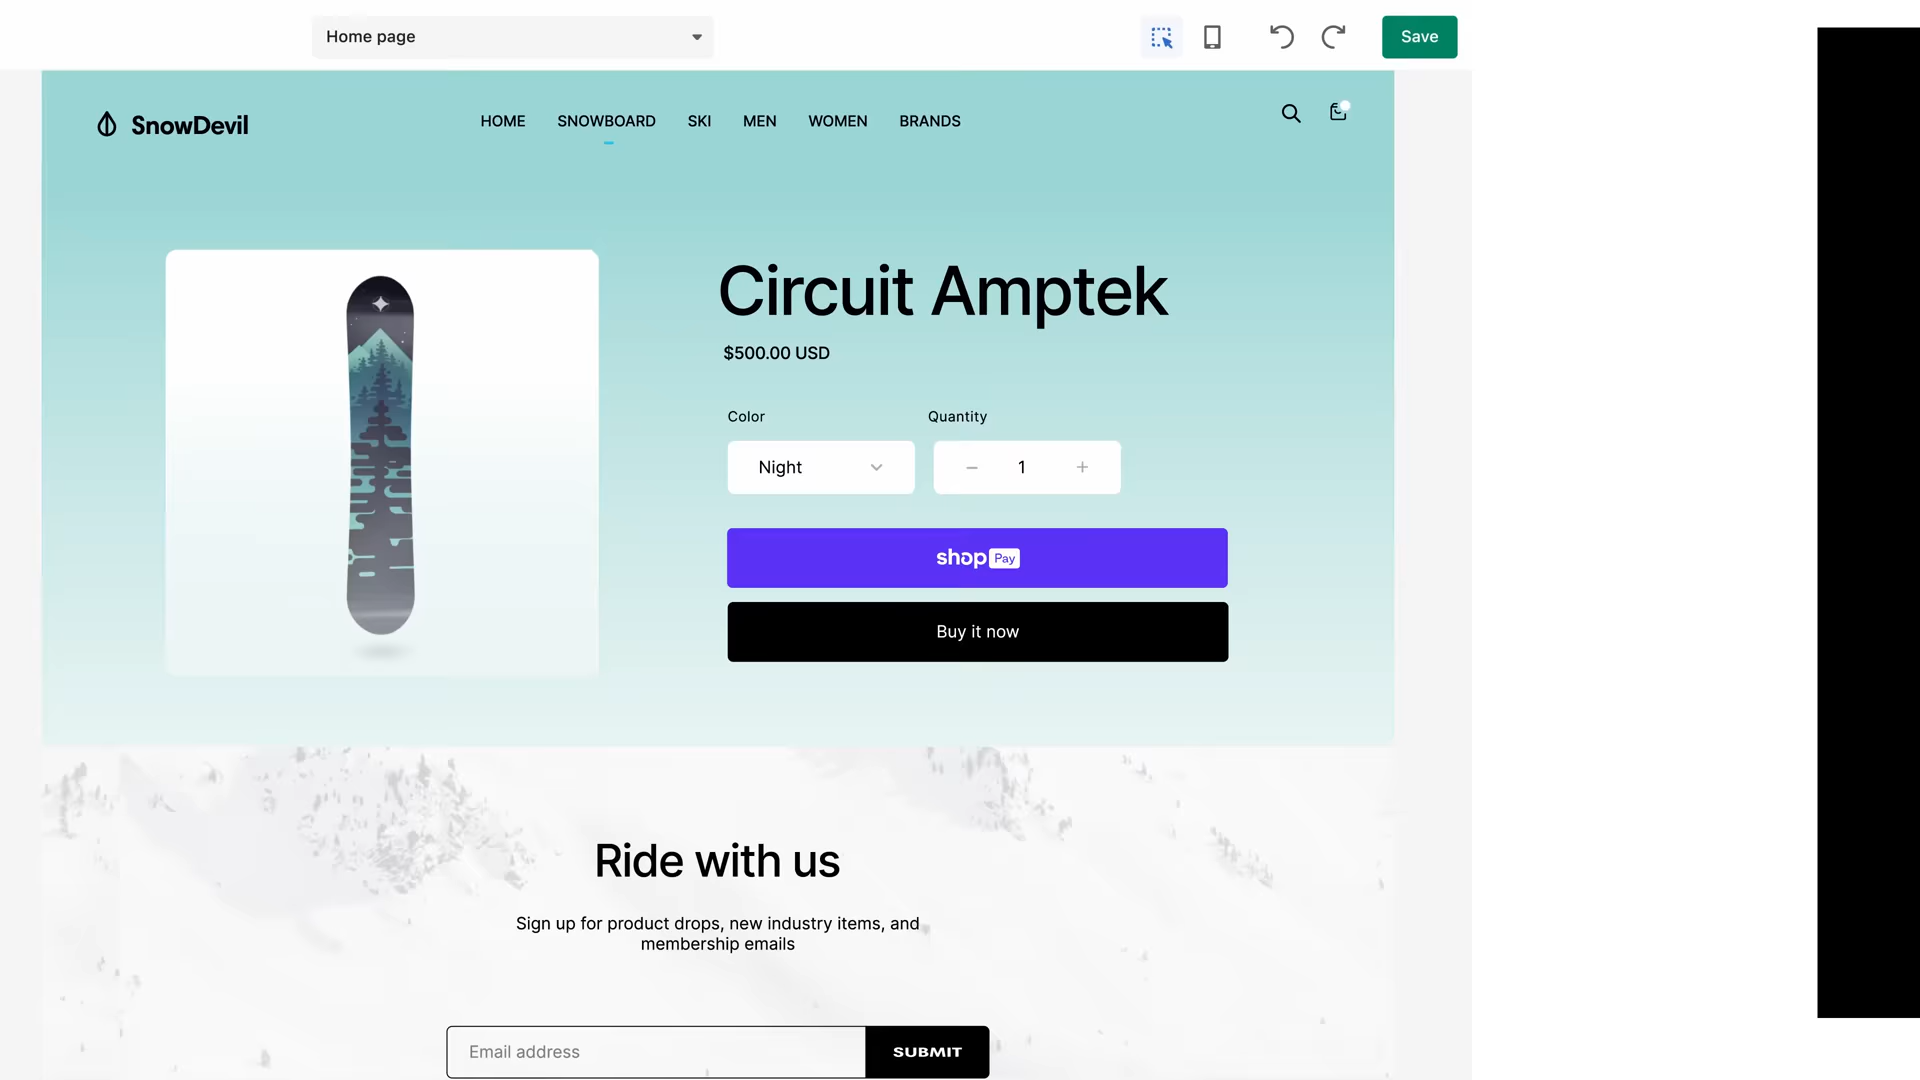 Home page
Save
SnowDevil
HOME SNOWBOARD SKI MEN WOMEN BRANDS
Circuit Amptek
$500.00 USD
Color Quantity
Night 1
shop Pay
Buy it now
Ride with us
Sign up for product drops, new industry items, and
membership emails
Email address SUBMIT